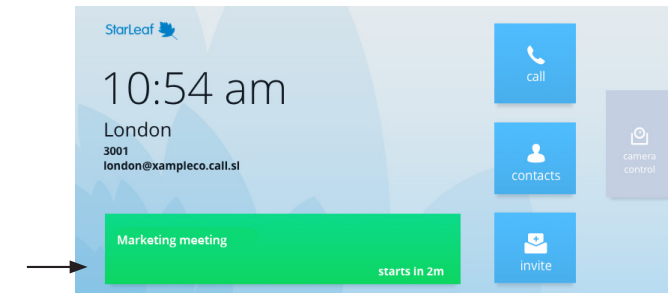 StarLeaf
10:54 am
London
3001
london@xampleco.call.sl
Marketing meeting
starts in 2m
call
contacts
invite
camera
control